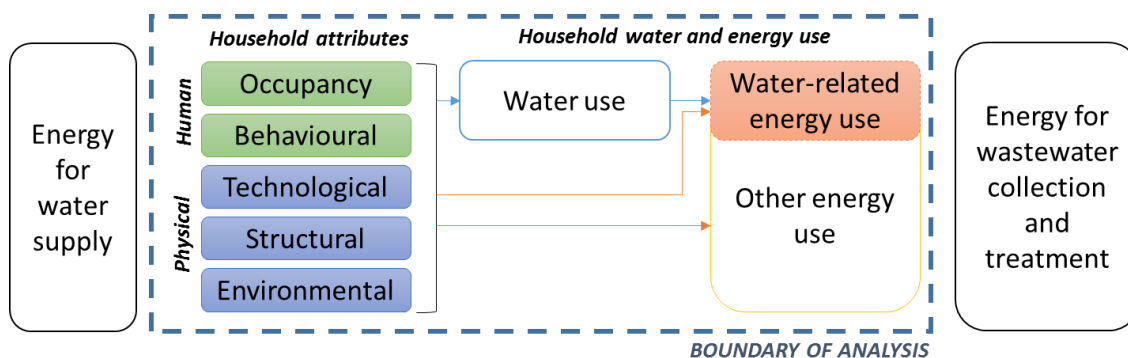 Household attributes
Household water and energy use
Energy
for
water
supply
Human
Physical
Occupancy
Behavioural
Technological
Structural
Environmental
Water use
Water-related
energy use
Other energy
use
Energy for
wastewater
collection
and
treatment
BOUNDARY OF ANALYSIS